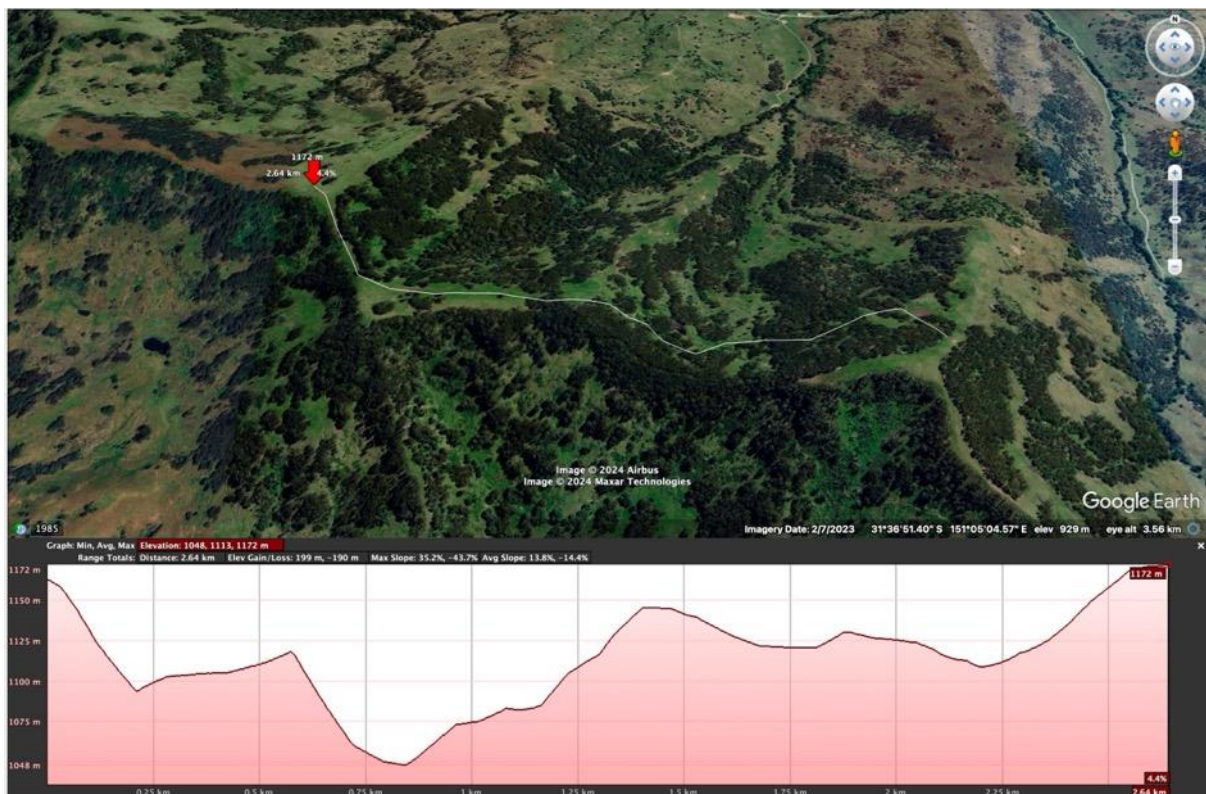 N
1172 m
2.64 km 4.4%
Image © 2024 Airbus
Image © 2024 Maxar Technologies
Google Earth
1985
Imagery Date: 2/7/2023 31°36'51.40" S 151°05'04.57" E elev 929 m eye alt 3.56 km
Graph: Min, Avg, Max Elevation: 1048, 1113, 1172 m
Range Totals: Distance: 2.64 km Elev Gain/Loss: 199 m, -190 m Max Slope: 35.2%, -43.7% Avg Slope: 13.8%, -14.4%
1172 m
1172 m
1150 m
1125 m
1100 m
1075 m
1048 m
4.4%
0.25 km 0.5 km 0.75 km 1 km 1.25 km 1.5 km 1.75 km 2 km 2.25 km 2.64 km